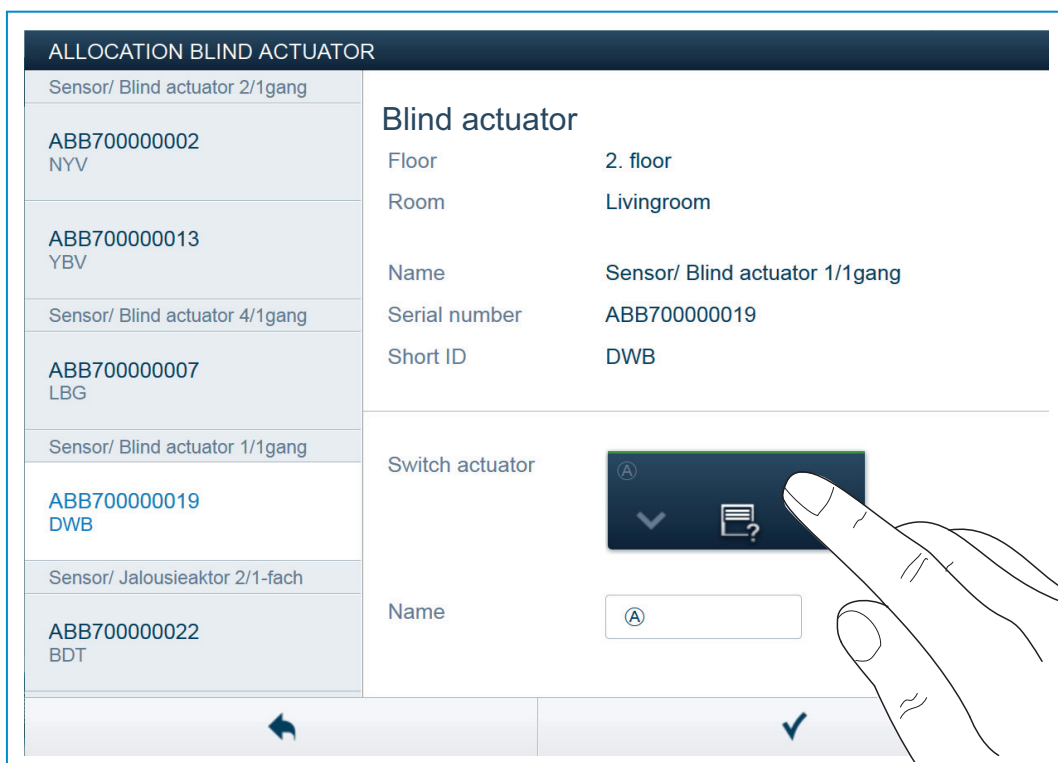 ALLOCATION BLIND ACTUATOR
Sensor/ Blind actuator 2/1gang
ABB700000002
NYV
ABB700000013
YBV
Sensor/ Blind actuator 4/1gang
ABB700000007
LBG
Sensor/ Blind actuator 1/1gang
ABB700000019
DWB
Sensor/ Jalousieaktor 2/1-fach
ABB700000022
BDT
Blind actuator
Floor 2. floor
Room Livingroom
Name Sensor/ Blind actuator 1/1gang
Serial number ABB700000019
Short ID DWB
Switch actuator
Ⓐ
?
Name Ⓐ